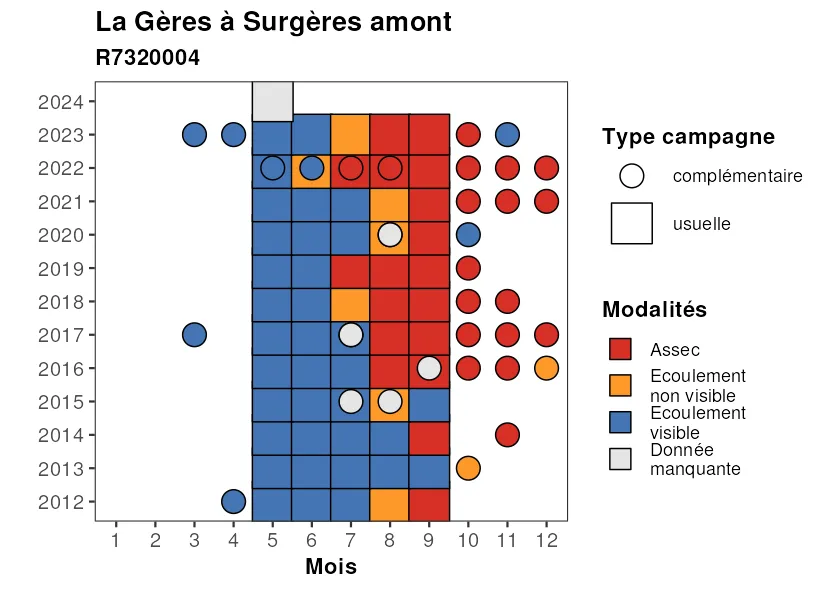 La Gères à Surgères amont
R7320004
2024
2023
2022
2021
2020
2019
2018
2017
2016
2015
2014
2013
2012
1 2 3 4 5 6 7 8 9 10 11 12
Mois
Type campagne
complémentaire
usuelle
Modalités
Assec
Ecoulement
non visible
Ecoulement
visible
Donnée
manquante